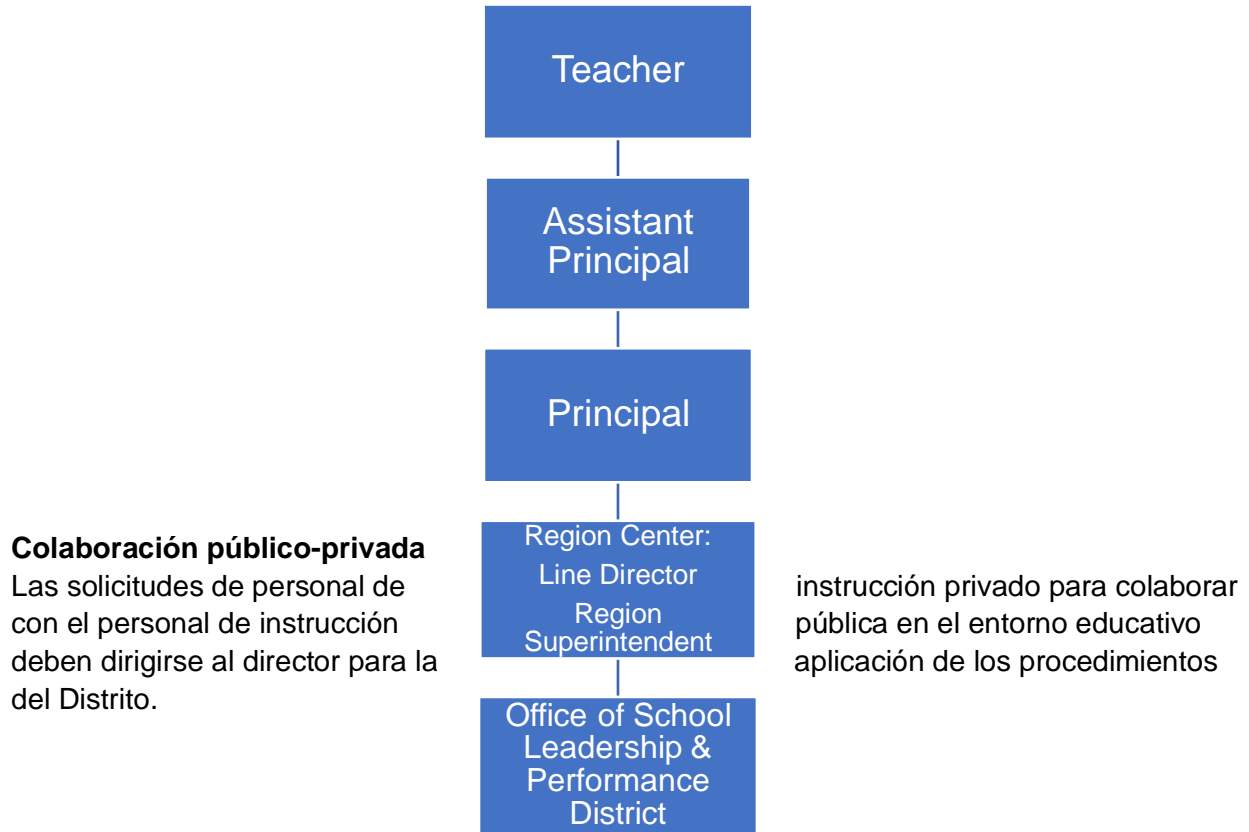 Teacher
Assistant
Principal
Principal
Region Center:
Line Director
Region
Superintendent
Colaboración público-privada
Las solicitudes de personal de instrucción privado para colaborar
con el personal de instrucción pública en el entorno educativo
deben dirigirse al director para la aplicación de los procedimientos
del Distrito.
Office of School
Leadership &
Performance
District